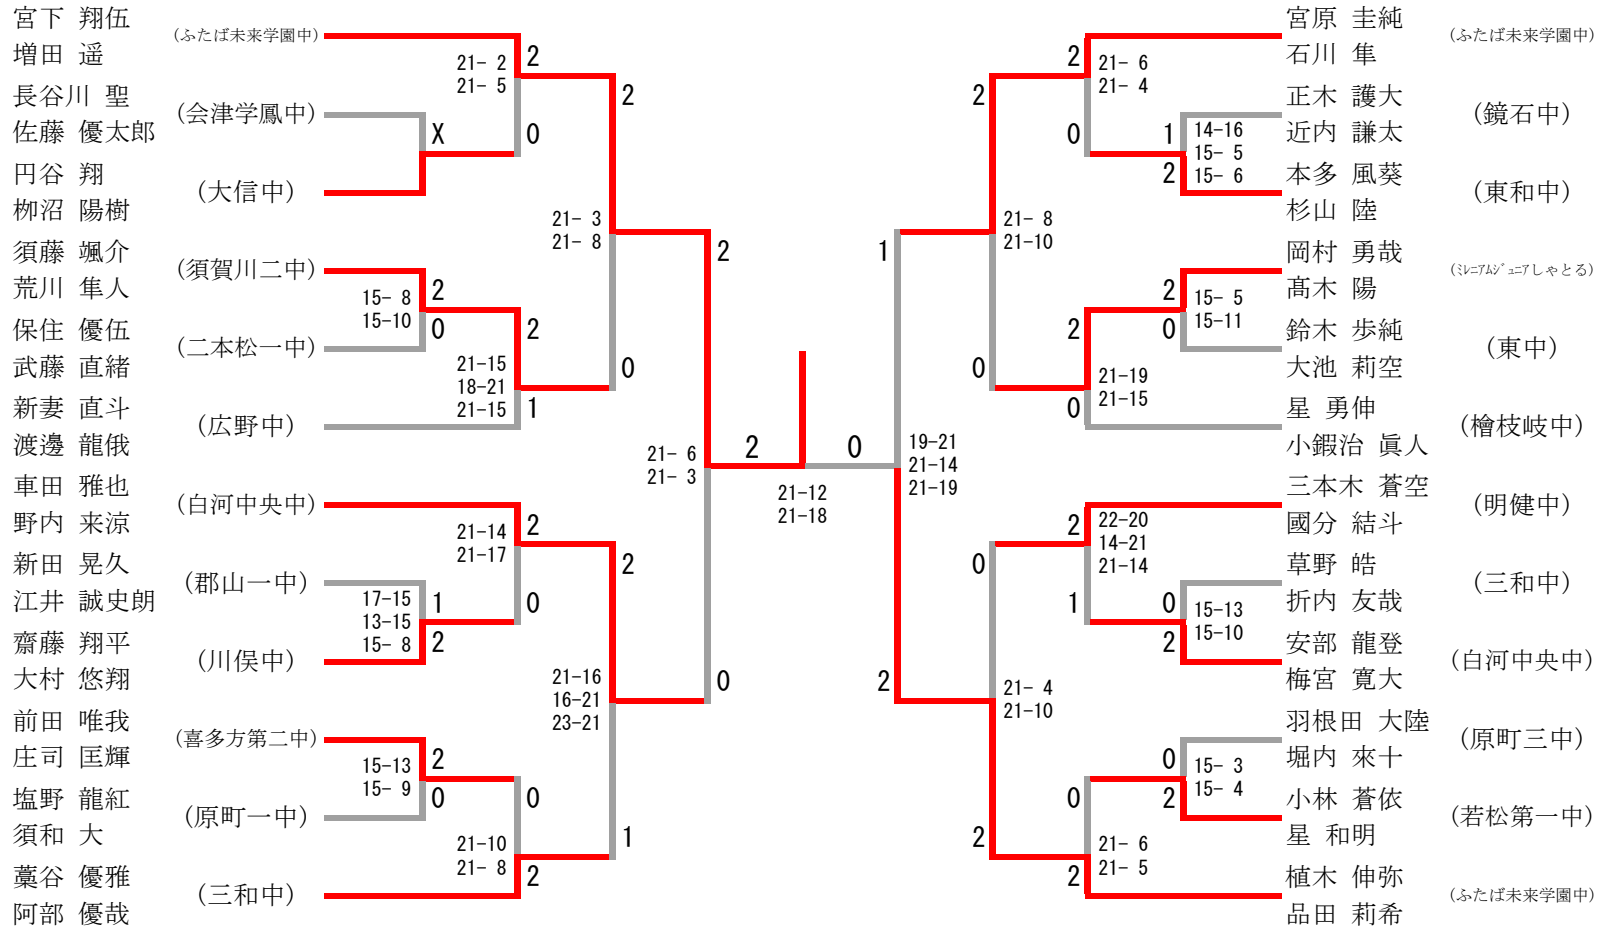 宮下 翔伍
増田 遥
(ふたば未来学園中)
長谷川 聖
佐藤 優太郎
(会津学鳳中)
円谷 翔
栁沼 陽樹
(大信中)
須藤 颯介
荒川 隼人
(須賀川二中)
保住 優伍
武藤 直緒
(二本松一中)
新妻 直斗
渡邊 龍俄
(広野中)
車田 雅也
野内 来涼
(白河中央中)
新田 晃久
江井 誠史朗
(郡山一中)
齋藤 翔平
大村 悠翔
(川俣中)
前田 唯我
庄司 匡輝
(喜多方第二中)
塩野 龍紅
須和 大
(原町一中)
藁谷 優雅
阿部 優哉
(三和中)
21- 2
21- 5
2
0
X
15- 8
15-10
2
0
21-15
18-21
21-15
2
1
21- 3
21- 8
2
0
21-14
21-17
2
0
17-15
13-15
15- 8
1
2
15-13
15- 9
2
0
21-10
21- 8
0
2
21-16
16-21
23-21
2
1
21- 6
21- 3
2
0
2
0
21-12
21-18
1
2
19-21
21-14
21-19
2
0
21- 8
21-10
0
2
21- 4
21-10
2
0
21- 6
21- 4
1
2
14-16
15- 5
15- 6
2
0
15- 5
15-11
2
0
21-19
21-15
2
1
22-20
14-21
21-14
0
2
15-13
15-10
0
2
15- 3
15- 4
0
2
21- 6
21- 5
宮原 圭純
石川 隼
(ふたば未来学園中)
正木 護大
近内 謙太
(鏡石中)
本多 風葵
杉山 陸
(東和中)
岡村 勇哉
髙木 陽
(ﾐﾚﾆｱﾑｼﾞｭﾆｱしゃとる)
鈴木 歩純
大池 莉空
(東中)
星 勇伸
小鍜治 眞人
(檜枝岐中)
三本木 蒼空
國分 結斗
(明健中)
草野 皓
折内 友哉
(三和中)
安部 龍登
梅宮 寛大
(白河中央中)
羽根田 大陸
堀内 來十
(原町三中)
小林 蒼依
星 和明
(若松第一中)
植木 伸弥
品田 莉希
(ふたば未来学園中)